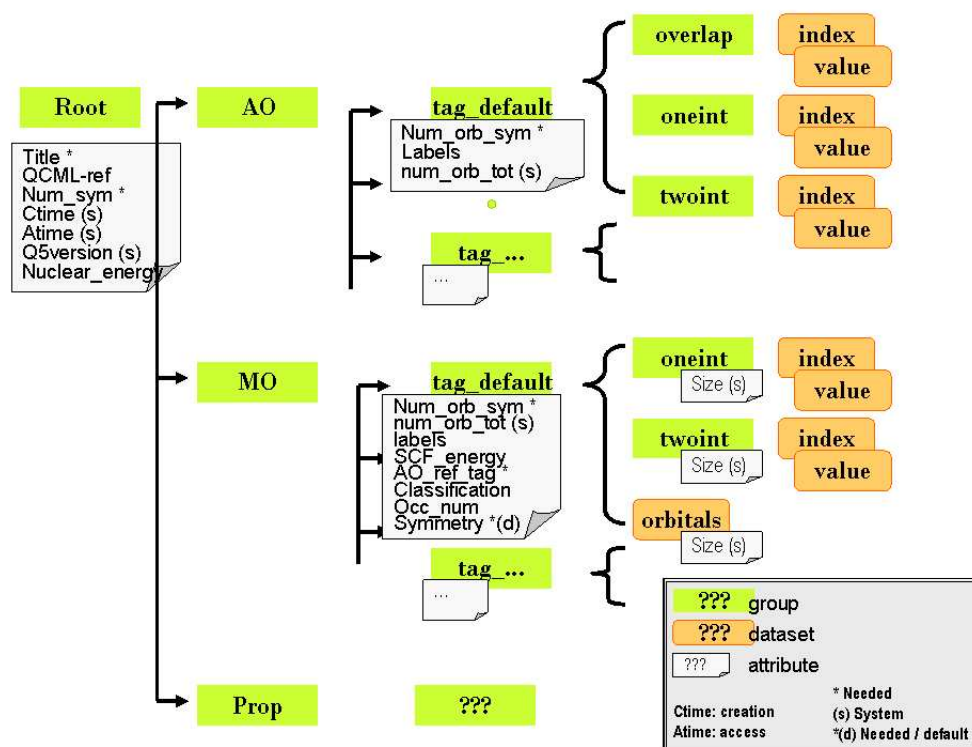 Root
Title *
QCML-ref
Num_sym *
Ctime (s)
Atime (s)
Q5version (s)
Nuclear_energy
AO
tag_default
Num_orb_sym *
Labels
num_orb_tot (s)
tag_...
...
overlap
index
value
oneint
index
value
twoint
index
value
MO
tag_default
Num_orb_sym *
num_orb_tot (s)
labels
SCF_energy
AO_ref_tag *
Classification
Occ_num
Symmetry *(d)
tag_...
...
oneint
Size (s)
index
value
twoint
Size (s)
index
value
orbitals
Size (s)
Prop
???
??? group
??? dataset
??? attribute
* Needed
Ctime: creation
(s) System
Atime: access
*(d) Needed / default